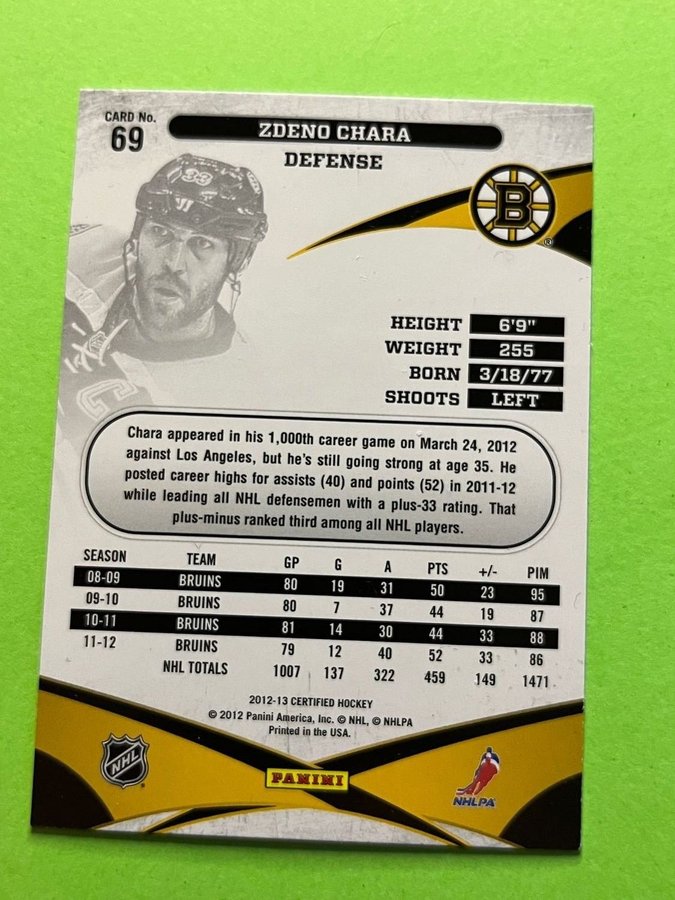 CARD No.
69
ZDENO CHARA
DEFENSE
33
B
®
HEIGHT 6'9"
WEIGHT 255
BORN 3/18/77
SHOOTS LEFT
C
Chara appeared in his 1,000th career game on March 24, 2012
against Los Angeles, but he's still going strong at age 35. He
posted career highs for assists (40) and points (52) in 2011-12
while leading all NHL defensemen with a plus-33 rating. That
plus-minus ranked third among all NHL players.
SEASON TEAM GP G A PTS +/- PIM
08-09 BRUINS 80 19 31 50 23 95
09-10 BRUINS 80 7 37 44 19 87
10-11 BRUINS 81 14 30 44 33 88
11-12 BRUINS 79 12 40 52 33 86
NHL TOTALS 1007 137 322 459 149 1471
2012-13 CERTIFIED HOCKEY
© 2012 Panini America, Inc. © NHL, © NHLPA
Printed in the USA.
NHL ®
PANINI
NHLPA